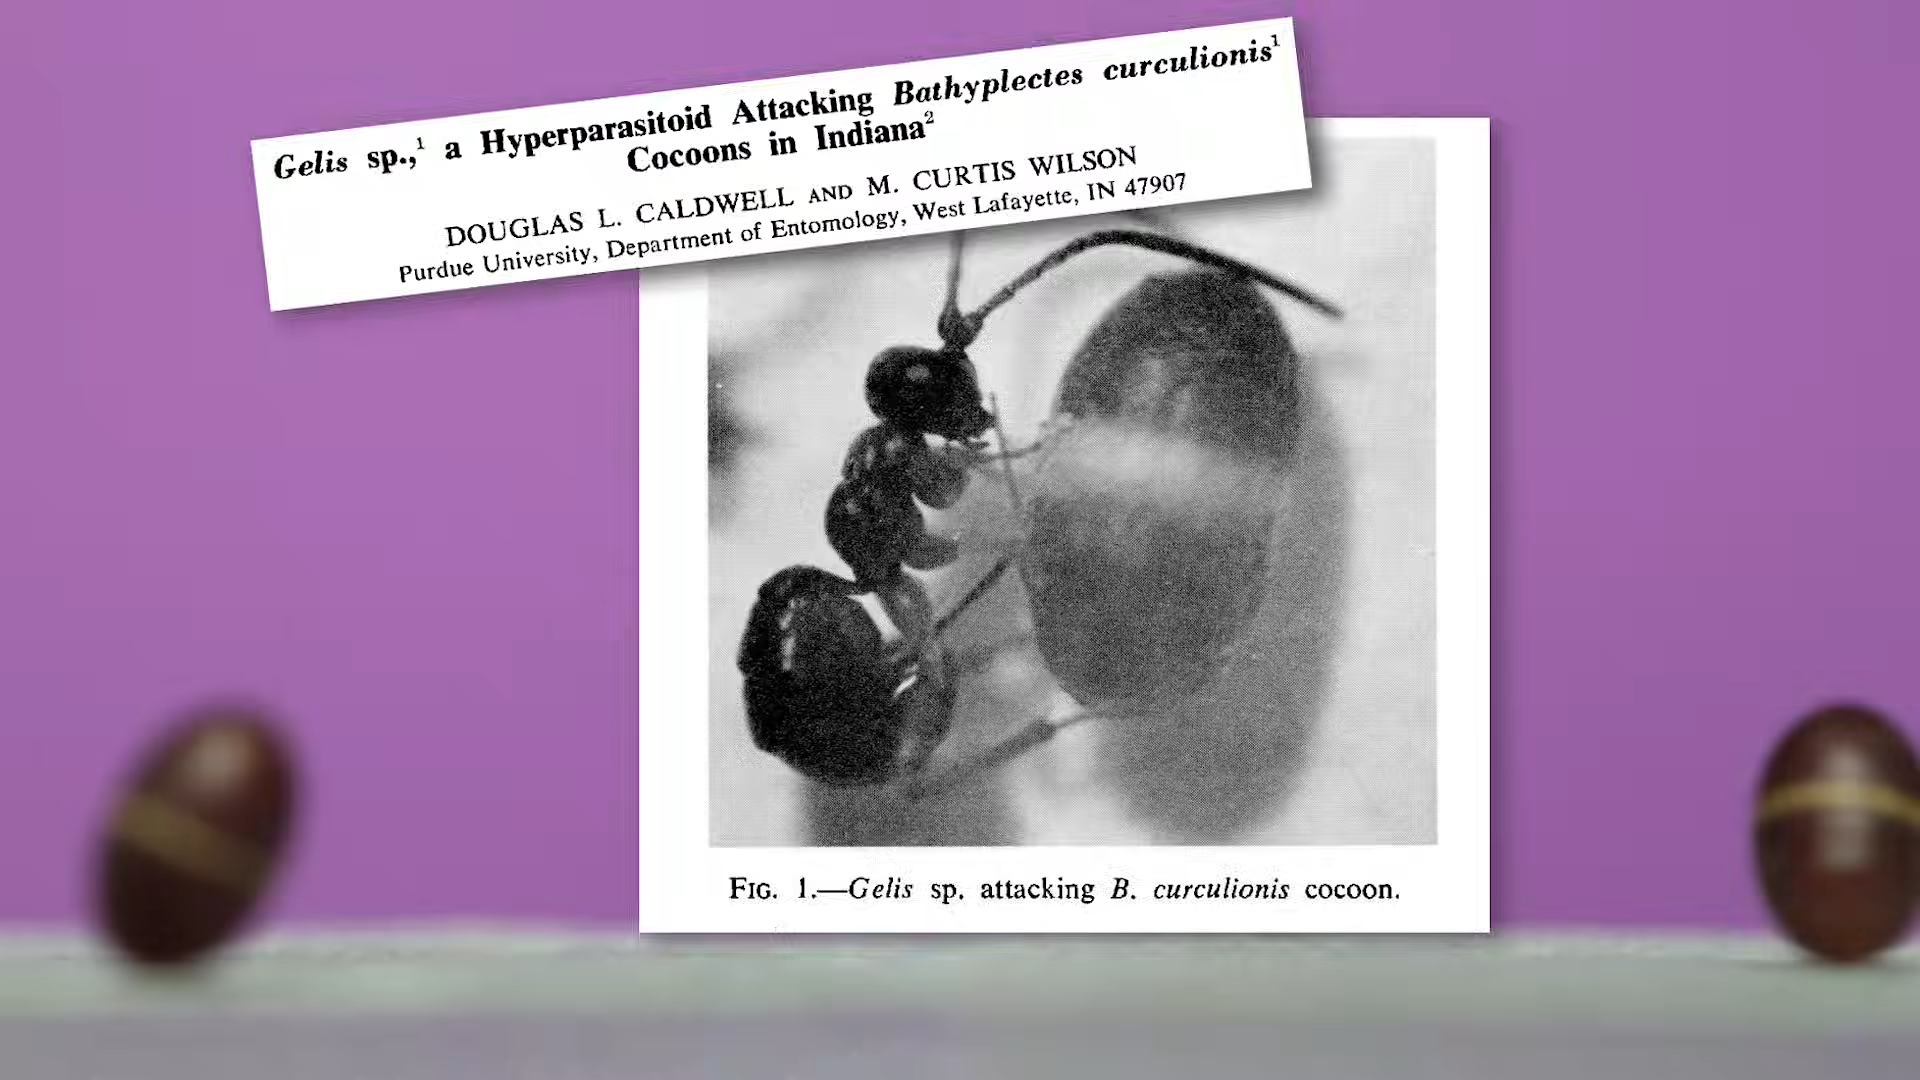 Gelis sp.,¹ a Hyperparasitoid Attacking Bathyplectes curculionis¹
Cocoons in Indiana²
DOUGLAS L. CALDWELL AND M. CURTIS WILSON
Purdue University, Department of Entomology, West Lafayette, IN 47907
FIG. 1.—Gelis sp. attacking B. curculionis cocoon.